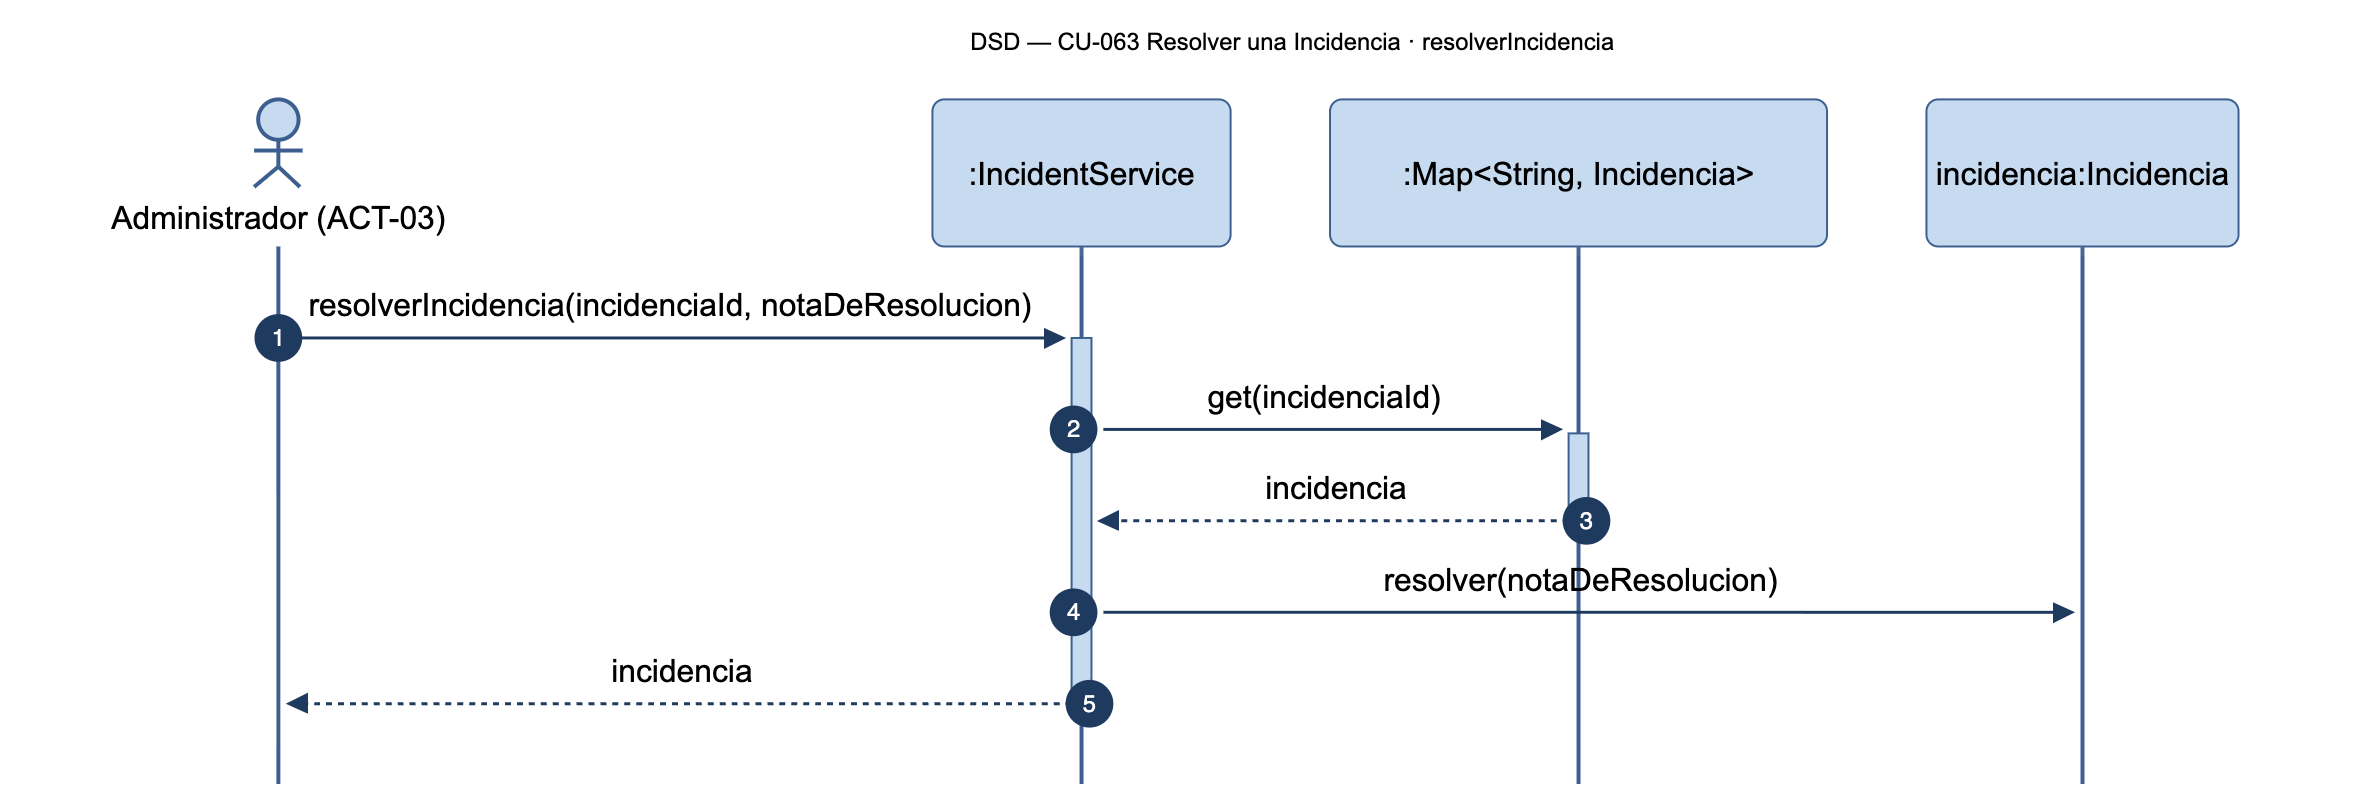 DSD — CU-063 Resolver una Incidencia · resolverIncidencia
Administrador (ACT-03)
:IncidentService
:Map<String, Incidencia>
incidencia:Incidencia
resolverIncidencia(incidenciaId, notaDeResolucion)
1
get(incidenciaId)
2
incidencia
3
resolver(notaDeResolucion)
4
incidencia
5